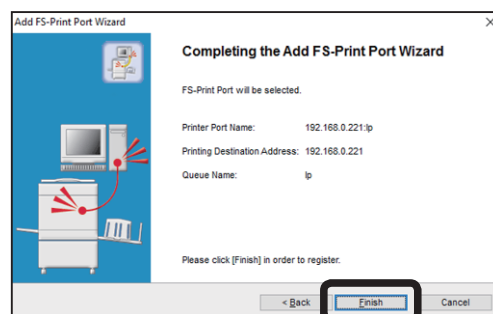 Add FS-Print Port Wizard
Completing the Add FS-Print Port Wizard
FS-Print Port will be selected.
Printer Port Name: 192.168.0.221:lp
Printing Destination Address: 192.168.0.221
Queue Name: lp
Please click [Finish] in order to register.
< Back Finish Cancel